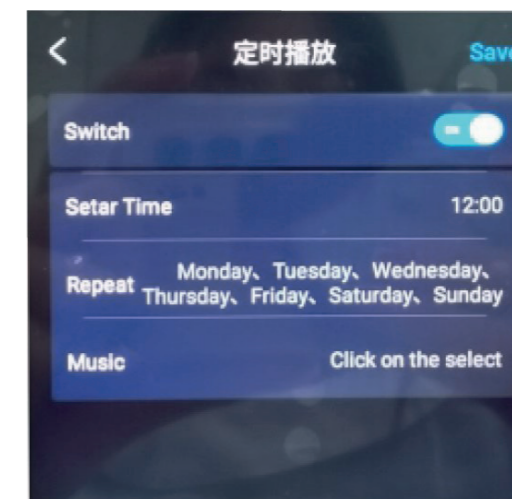 定时播放
Save
Switch
Setar Time
12:00
Repeat
Monday、Tuesday、Wednesday、
Thursday、Friday、Saturday、Sunday
Music
Click on the select